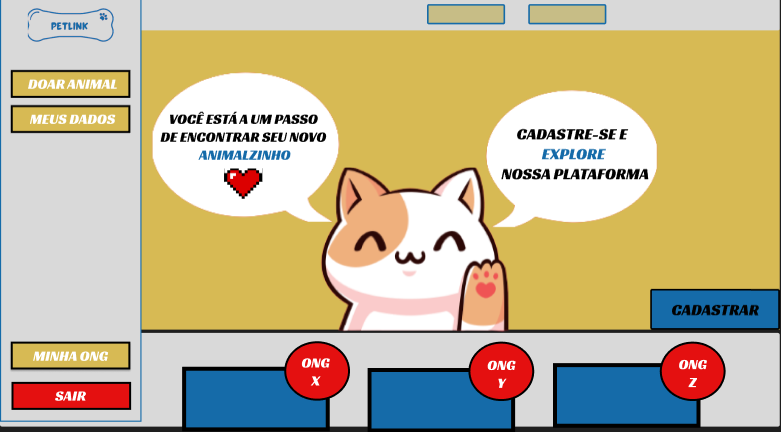 PETLINK
DOAR ANIMAL
MEUS DADOS
MINHA ONG
SAIR
VOCÊ ESTÁ A UM PASSO
DE ENCONTRAR SEU NOVO
ANIMALZINHO
CADASTRE-SE E
EXPLORE
NOSSA PLATAFORMA
CADASTRAR
ONG
X
ONG
Y
ONG
Z